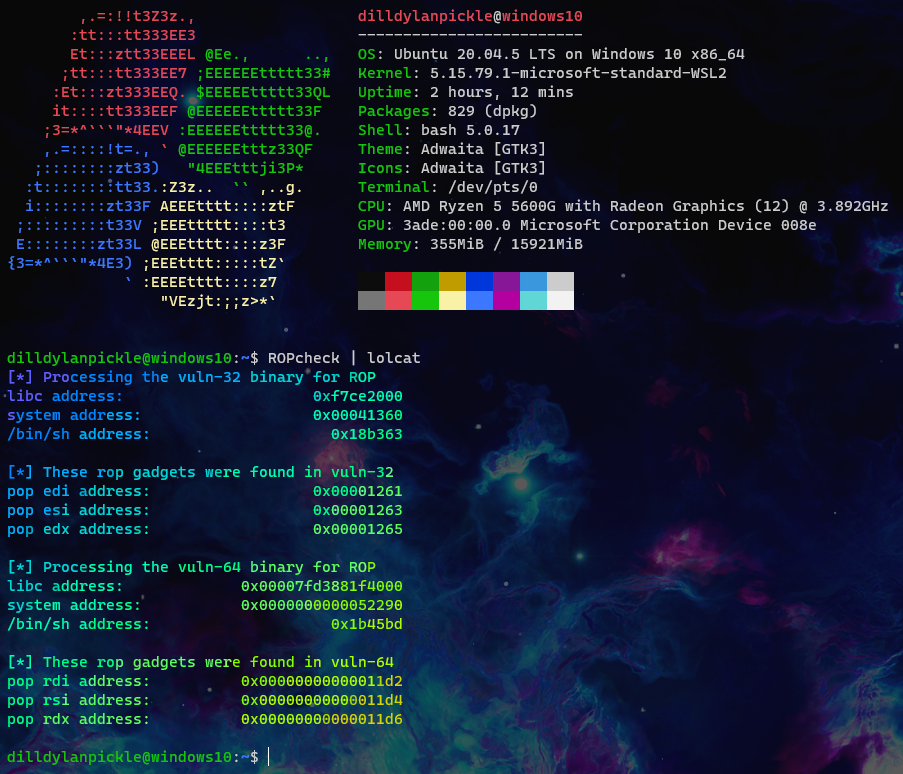 dilldylanpickle@windows10
-------------------------
OS: Ubuntu 20.04.5 LTS on Windows 10 x86_64
Kernel: 5.15.79.1-microsoft-standard-WSL2
Uptime: 2 hours, 12 mins
Packages: 829 (dpkg)
Shell: bash 5.0.17
Theme: Adwaita [GTK3]
Icons: Adwaita [GTK3]
Terminal: /dev/pts/0
CPU: AMD Ryzen 5 5600G with Radeon Graphics (12) @ 3.892GHz
GPU: 3ade:00:00.0 Microsoft Corporation Device 008e
Memory: 355MiB / 15921MiB
,.=:!!t3Z3z.,
:tt:::tt333EE3
Et:::ztt33EEEL @Ee., ..,
;tt:::tt333EE7 ;EEEEEEttttt33#
:Et:::zt333EEQ. $EEEEEttttt33QL
it::::tt333EEF @EEEEEEttttt33F
;3=*^```"*4EEV :EEEEEEttttt33@.
,.=::::!t=., ` @EEEEEEtttz33QF
;::::::::zt33) "4EEEtttji3P*
:t::::::::tt33.:Z3z.. `` ,..g.
i::::::::zt33F AEEEtttt::::ztF
;:::::::::t33V ;EEEttttt::::t3
E::::::::zt33L @EEEtttt::::z3F
{3=*^```"*4E3) ;EEEtttt:::::tZ`
` :EEEEtttt::::z7
"VEzjt:;;z>*`
dilldylanpickle@windows10:~$ ROPcheck | lolcat
[*] Processing the vuln-32 binary for ROP
libc address: 0xf7ce2000
system address: 0x00041360
/bin/sh address: 0x18b363
[*] These rop gadgets were found in vuln-32
pop edi address: 0x00001261
pop esi address: 0x00001263
pop edx address: 0x00001265
[*] Processing the vuln-64 binary for ROP
libc address: 0x00007fd3881f4000
system address: 0x0000000000052290
/bin/sh address: 0x1b45bd
[*] These rop gadgets were found in vuln-64
pop rdi address: 0x00000000000011d2
pop rsi address: 0x00000000000011d4
pop rdx address: 0x00000000000011d6
dilldylanpickle@windows10:~$